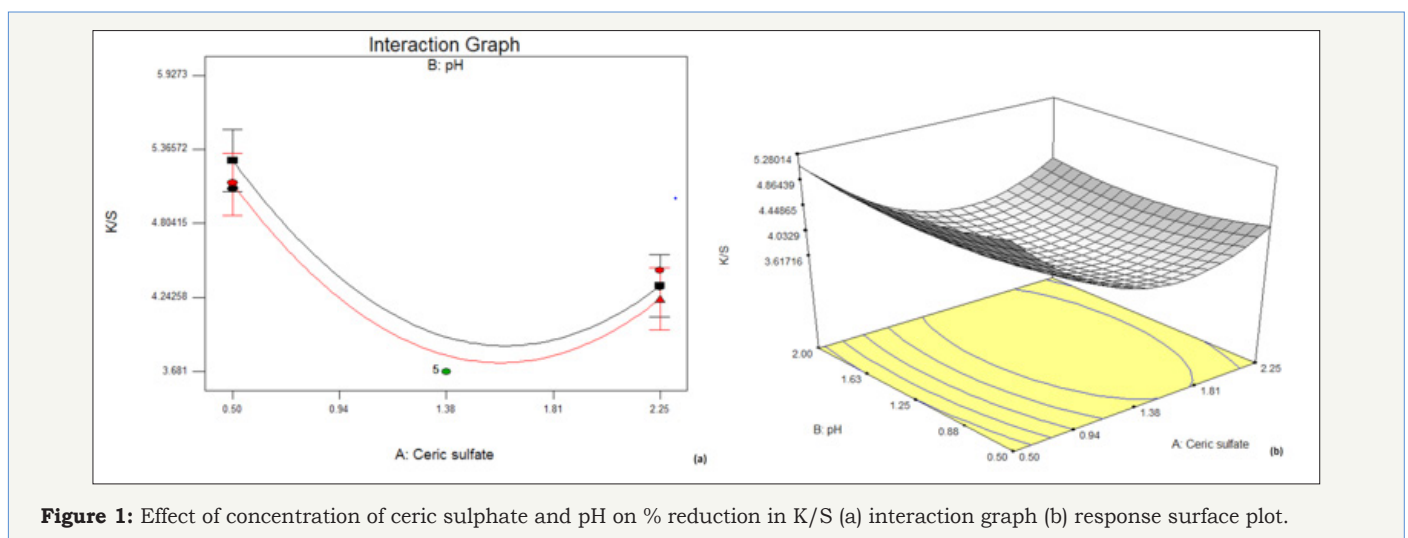 Interaction Graph
B: pH
5.9273
5.36572
4.80415
4.24258
3.681
K/S
5
0.50
0.94
1.38
1.81
2.25
A: Ceric sulfate
(a)
5.28014
4.86439
4.44865
4.0329
3.61716
K/S
2.00
1.63
1.25
0.88
0.50
B: pH
0.50
0.94
1.38
1.81
2.25
A: Ceric sulfate
(b)
Figure 1: Effect of concentration of ceric sulphate and pH on % reduction in K/S (a) interaction graph (b) response surface plot.